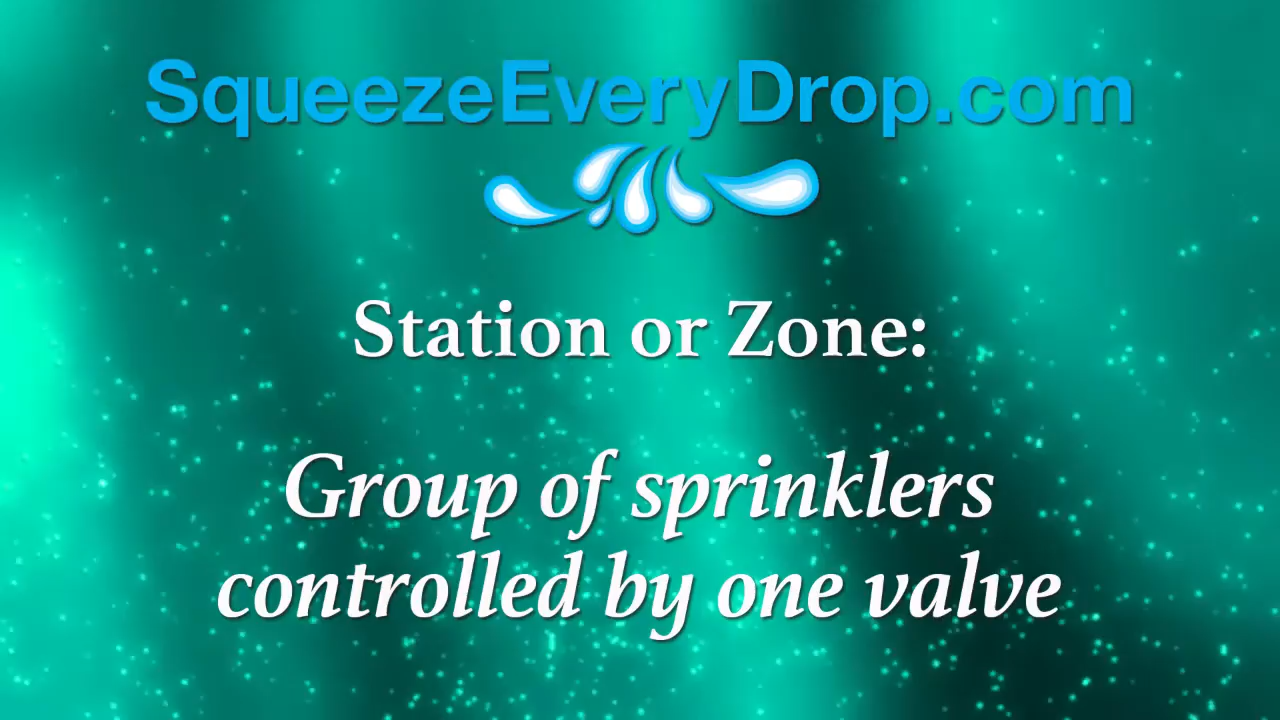 SqueezeEveryDrop.com
Station or Zone:
Group of sprinklers
controlled by one valve